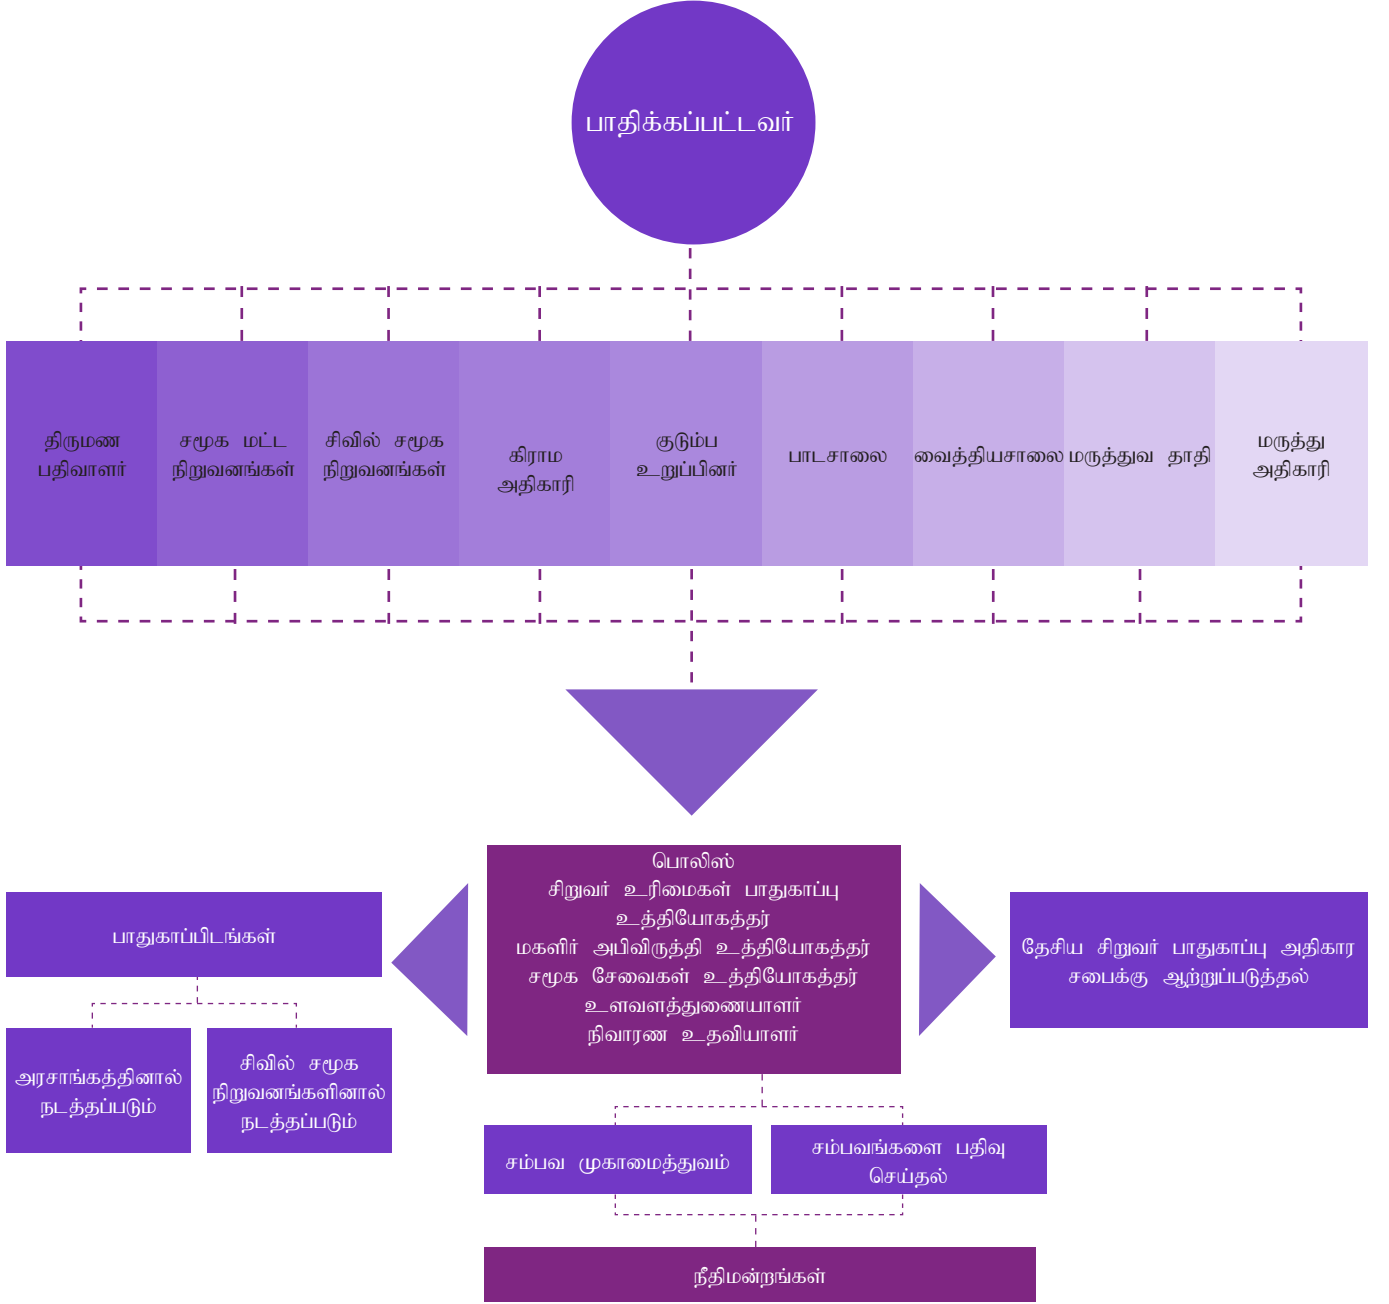 பாதிக்கப்பட்டவர்
திருமண
பதிவாளர்
சமூக மட்ட
நிறுவனங்கள்
சிவில் சமூக
நிறுவனங்கள்
கிராம
அதிகாரி
குடும்ப
உறுப்பினர்
பாடசாலை
வைத்தியசாலை
மருத்துவ தாதி
மருத்து
அதிகாரி
பொலிஸ்
சிறுவர் உரிமைகள் பாதுகாப்பு
உத்தியோகத்தர்
மகளிர் அபிவிருத்தி உத்தியோகத்தர்
சமூக சேவைகள் உத்தியோகத்தர்
உளவளத்துணையாளர்
நிவாரண உதவியாளர்
பாதுகாப்பிடங்கள்
அரசாங்கத்தினால்
நடத்தப்படும்
சிவில் சமூக
நிறுவனங்களினால்
நடத்தப்படும்
தேசிய சிறுவர் பாதுகாப்பு அதிகார
சபைக்கு ஆற்றுப்படுத்தல்
சம்பவ முகாமைத்துவம்
சம்பவங்களை பதிவு
செய்தல்
நீதிமன்றங்கள்